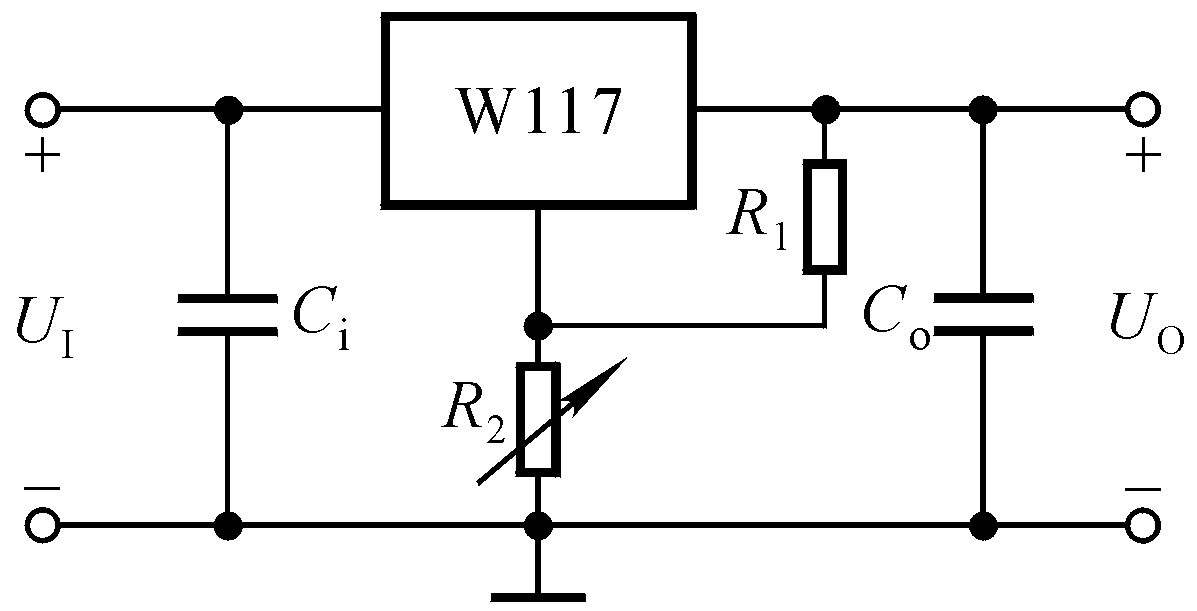 W117
+
+
R1
UI
Ci
Co
UO
R2
−
−